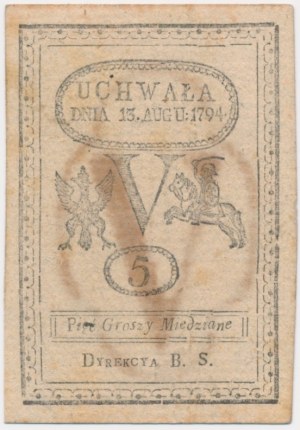 UCHWAŁA
DNIA 13. AUGU: 1794.
V
5
Pięć Groszy Miedziane
DYREKCYA B. S.